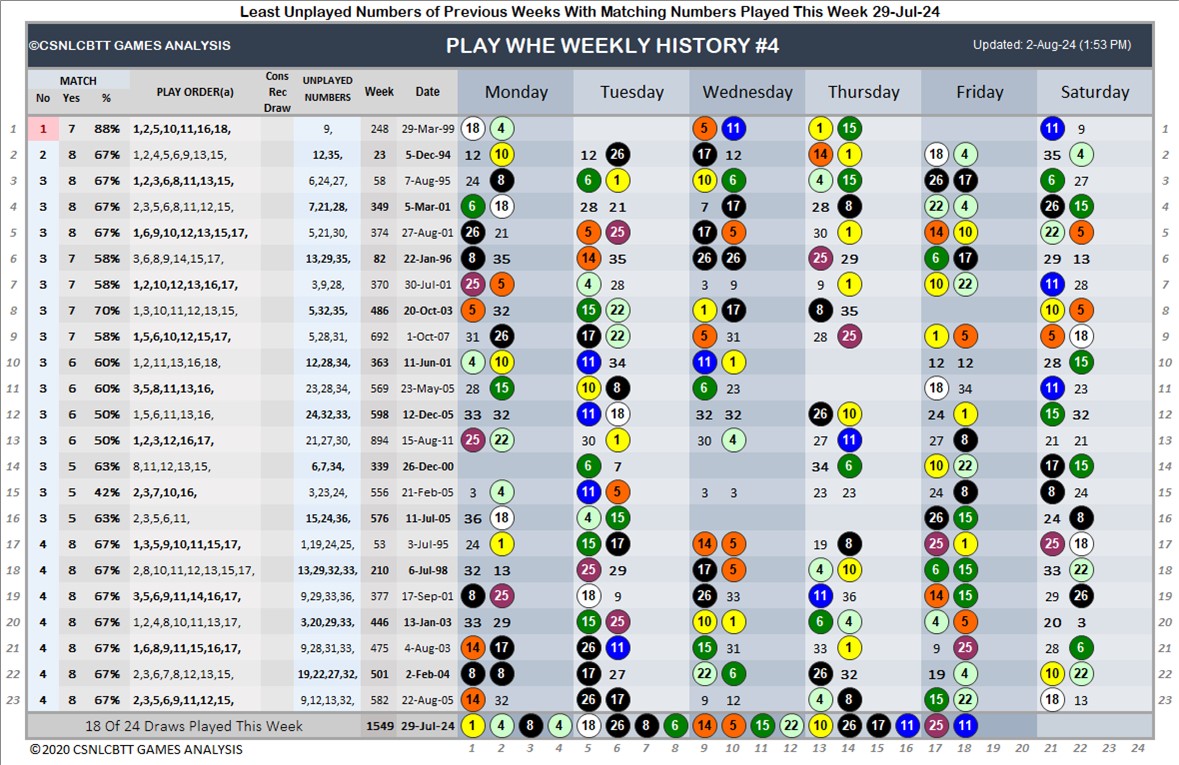 Least Unplayed Numbers of Previous Weeks With Matching Numbers Played This Week 29-Jul-24
©CSNLCBTT GAMES ANALYSIS PLAY WHE WEEKLY HISTORY #4 Updated: 2-Aug-24 (1:53 PM)
MATCH PLAY ORDER(a) Cons Rec Draw UNPLAYED NUMBERS Week Date Monday Tuesday Wednesday Thursday Friday Saturday
No Yes %
1 1 7 88% 1,2,5,10,11,16,18, 9, 248 29-Mar-99 18 4 5 11 1 15 11 9 1
2 2 8 67% 1,2,4,5,6,9,13,15, 12,35, 23 5-Dec-94 12 10 12 26 17 12 14 1 18 4 35 4 2
3 3 8 67% 1,2,3,6,8,11,13,15, 6,24,27, 58 7-Aug-95 24 8 6 1 10 6 4 15 26 17 6 27 3
4 3 8 67% 2,3,5,6,8,11,12,15, 7,21,28, 349 5-Mar-01 6 18 28 21 7 17 28 8 22 4 26 15 4
5 3 8 67% 1,6,9,10,12,13,15,17, 5,21,30, 374 27-Aug-01 26 21 5 25 17 5 30 1 14 10 22 5 5
6 3 7 58% 3,6,8,9,14,15,17, 13,29,35, 82 22-Jan-96 8 35 14 35 26 26 25 29 6 17 29 13 6
7 3 7 58% 1,2,10,12,13,16,17, 3,9,28, 370 30-Jul-01 25 5 4 28 3 9 9 1 10 22 11 28 7
8 3 7 70% 1,3,10,11,12,13,15, 5,32,35, 486 20-Oct-03 5 32 15 22 1 17 8 35 10 5 8
9 3 7 58% 1,5,6,10,12,15,17, 5,28,31, 692 1-Oct-07 31 26 17 22 5 31 28 25 1 5 5 18 9
10 3 6 60% 1,2,11,13,16,18, 12,28,34, 363 11-Jun-01 4 10 11 34 11 1 12 12 28 15 10
11 3 6 60% 3,5,8,11,13,16, 23,28,34, 569 23-May-05 28 15 10 8 6 23 18 34 11 23 11
12 3 6 50% 1,5,6,11,13,16, 24,32,33, 598 12-Dec-05 33 32 11 18 32 32 26 10 24 1 15 32 12
13 3 6 50% 1,2,3,12,16,17, 21,27,30, 894 15-Aug-11 25 22 30 1 30 4 27 11 27 8 21 21 13
14 3 5 63% 8,11,12,13,15, 6,7,34, 339 26-Dec-00 6 7 34 6 10 22 17 15 14
15 3 5 42% 2,3,7,10,16, 3,23,24, 556 21-Feb-05 3 4 11 5 3 3 23 23 24 8 8 24 15
16 3 5 63% 2,3,5,6,11, 15,24,36, 576 11-Jul-05 36 18 4 15 26 15 24 8 16
17 4 8 67% 1,3,5,9,10,11,15,17, 1,19,24,25, 53 3-Jul-95 24 1 15 17 14 5 19 8 25 1 25 18 17
18 4 8 67% 2,6,10,11,12,13,15,17, 13,29,32,33, 210 6-Jul-98 32 13 25 29 17 5 4 10 6 15 33 22 18
19 4 8 67% 3,5,6,9,11,14,16,17, 9,29,33,36, 377 17-Sep-01 8 25 18 9 26 33 11 36 14 15 29 26 19
20 4 8 67% 1,2,4,8,10,11,13,17, 3,20,29,33, 446 13-Jan-03 33 29 15 25 10 1 6 4 4 5 20 3 20
21 4 8 67% 1,6,8,9,11,15,16,17, 9,28,31,33, 475 4-Aug-03 14 17 26 11 15 31 33 1 9 25 28 6 21
22 4 8 67% 2,3,6,7,8,12,13,15, 19,22,27,32, 501 2-Feb-04 8 8 17 27 22 6 26 32 19 4 10 22 22
23 4 8 67% 2,3,5,6,9,11,12,15, 9,12,13,32, 582 22-Aug-05 14 32 26 17 9 12 4 8 15 22 18 13 23
18 Of 24 Draws Played This Week 1549 29-Jul-24 1 4 8 4 18 26 8 6 14 5 15 22 10 26 17 11 25 11
© 2020 CSNLCBTT GAMES ANALYSIS 1 2 3 4 5 6 7 8 9 10 11 12 13 14 15 16 17 18 19 20 21 22 23 24